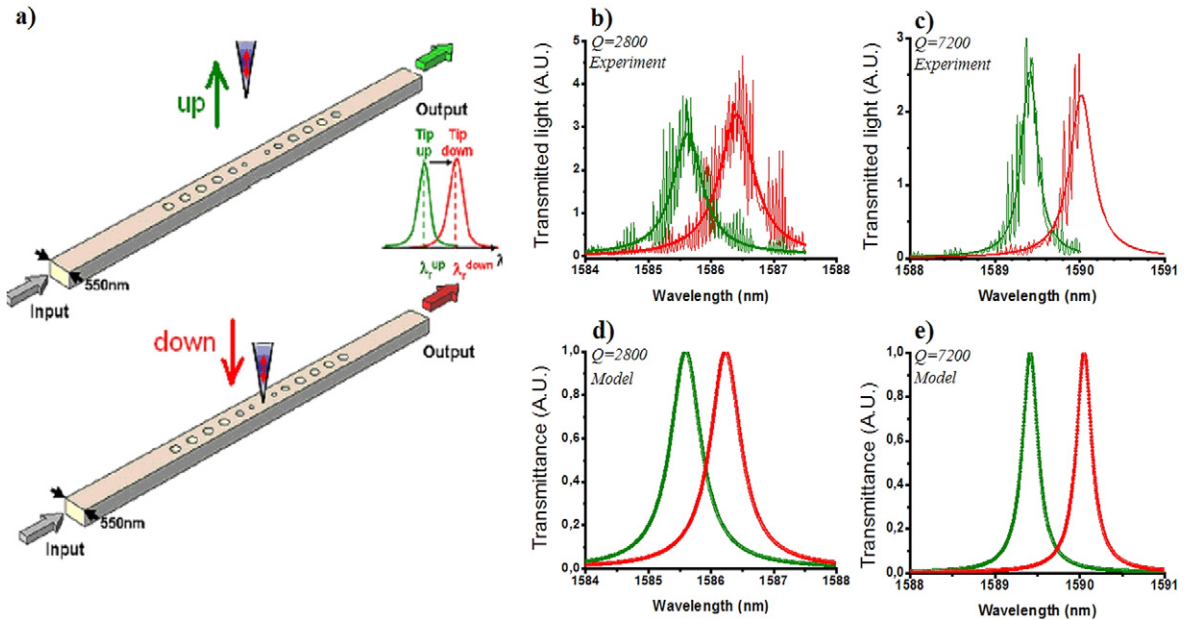 a)
up
Output
Tip up
Tip down
λr^up
λr^down
λ
550nm
Input
down
Output
550nm
Input
b)
Q=2800
Experiment
Transmitted light (A.U.)
5
4
3
2
1
0
1584 1585 1586 1587 1588
Wavelength (nm)
c)
Q=7200
Experiment
Transmitted light (A.U.)
3
2
1
0
1588 1589 1590 1591
Wavelength (nm)
d)
Q=2800
Model
Transmittance (A.U.)
1,0
0,8
0,6
0,4
0,2
0,0
1584 1585 1586 1587 1588
Wavelength (nm)
e)
Q=7200
Model
Transmittance (A.U.)
1,0
0,8
0,6
0,4
0,2
0,0
1588 1589 1590 1591
Wavelength (nm)